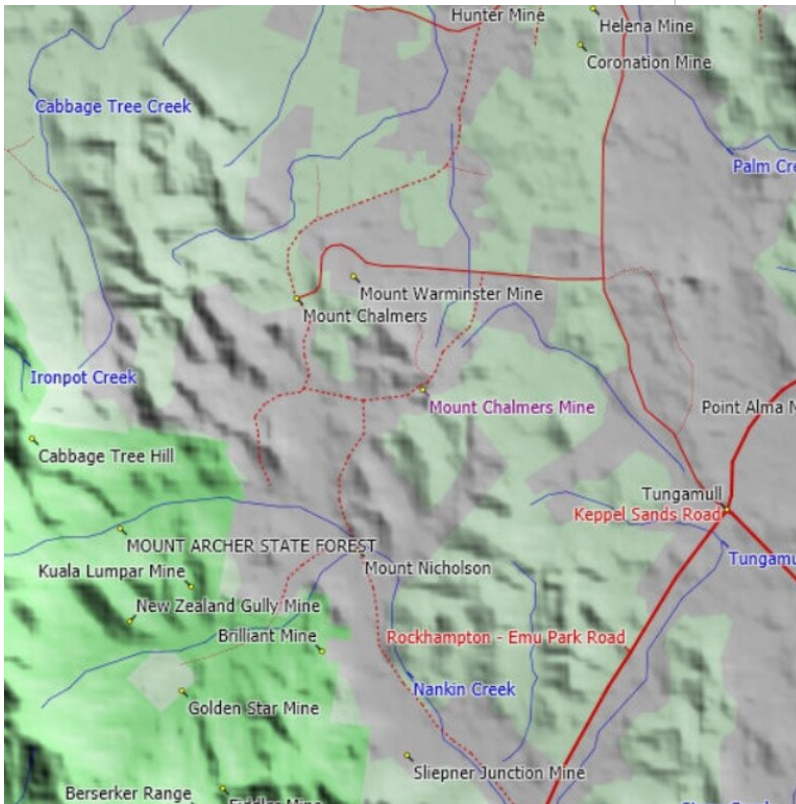 Hunter Mine
Helena Mine
Coronation Mine
Cabbage Tree Creek
Palm Cre
Mount Warminster Mine
Mount Chalmers
Ironpot Creek
Mount Chalmers Mine
Point Alma M
Cabbage Tree Hill
Tungamull
Keppel Sands Road
MOUNT ARCHER STATE FOREST
Tungamu
Kuala Lumpar Mine
Mount Nicholson
New Zealand Gully Mine
Brilliant Mine
Rockhampton - Emu Park Road
Nankin Creek
Golden Star Mine
Sliepner Junction Mine
Berserker Range